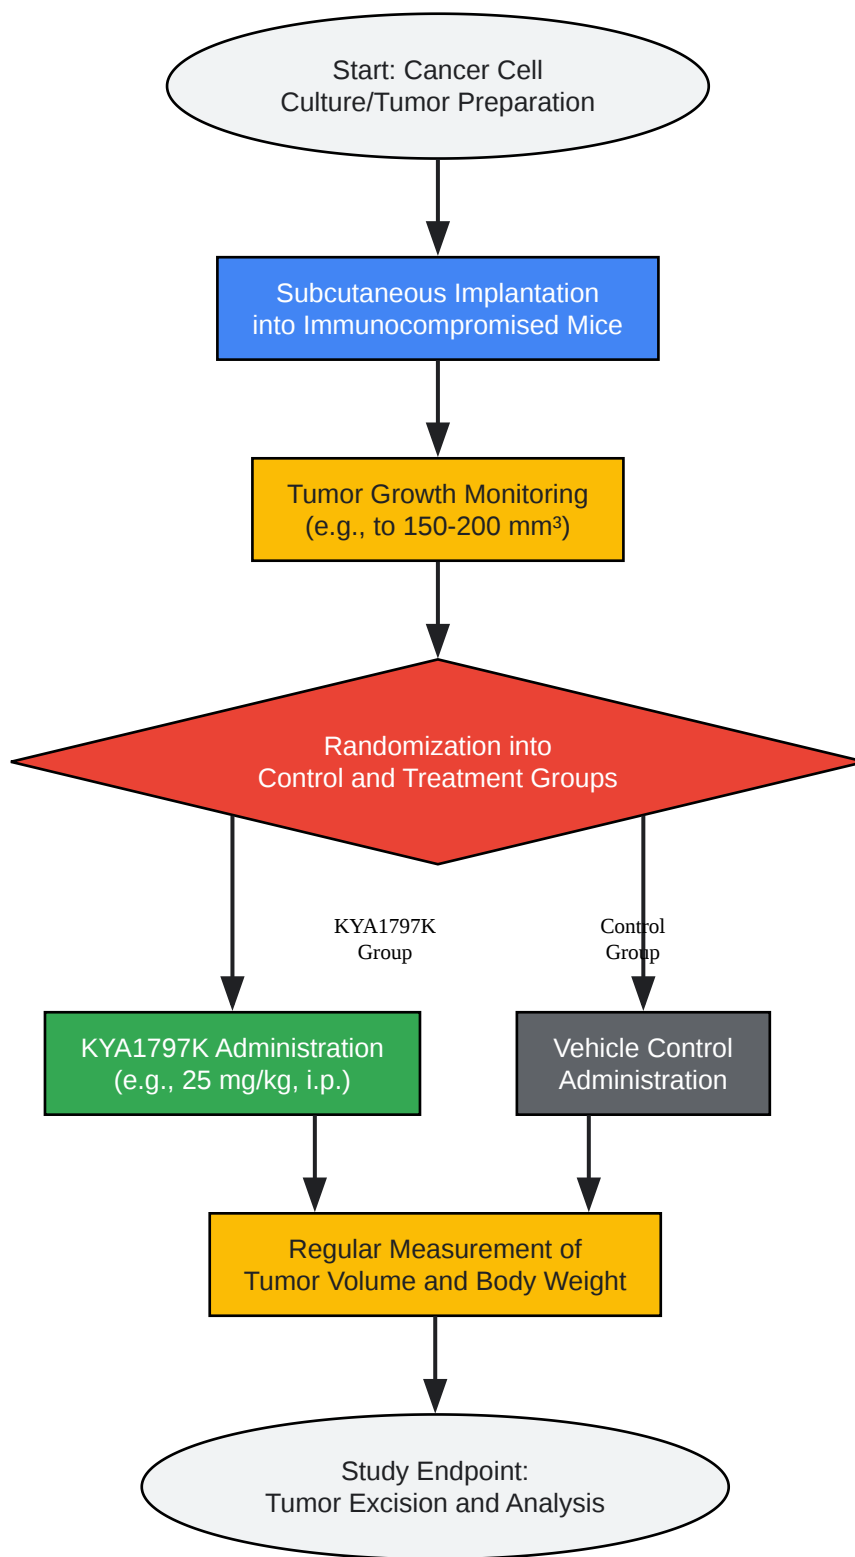 Start: Cancer Cell
Culture/Tumor Preparation
Subcutaneous Implantation
into Immunocompromised Mice
Tumor Growth Monitoring
(e.g., to 150-200 mm³)
Randomization into
Control and Treatment Groups
KYA1797K
Group
Control
Group
KYA1797K Administration
(e.g., 25 mg/kg, i.p.)
Vehicle Control
Administration
Regular Measurement of
Tumor Volume and Body Weight
Study Endpoint:
Tumor Excision and Analysis